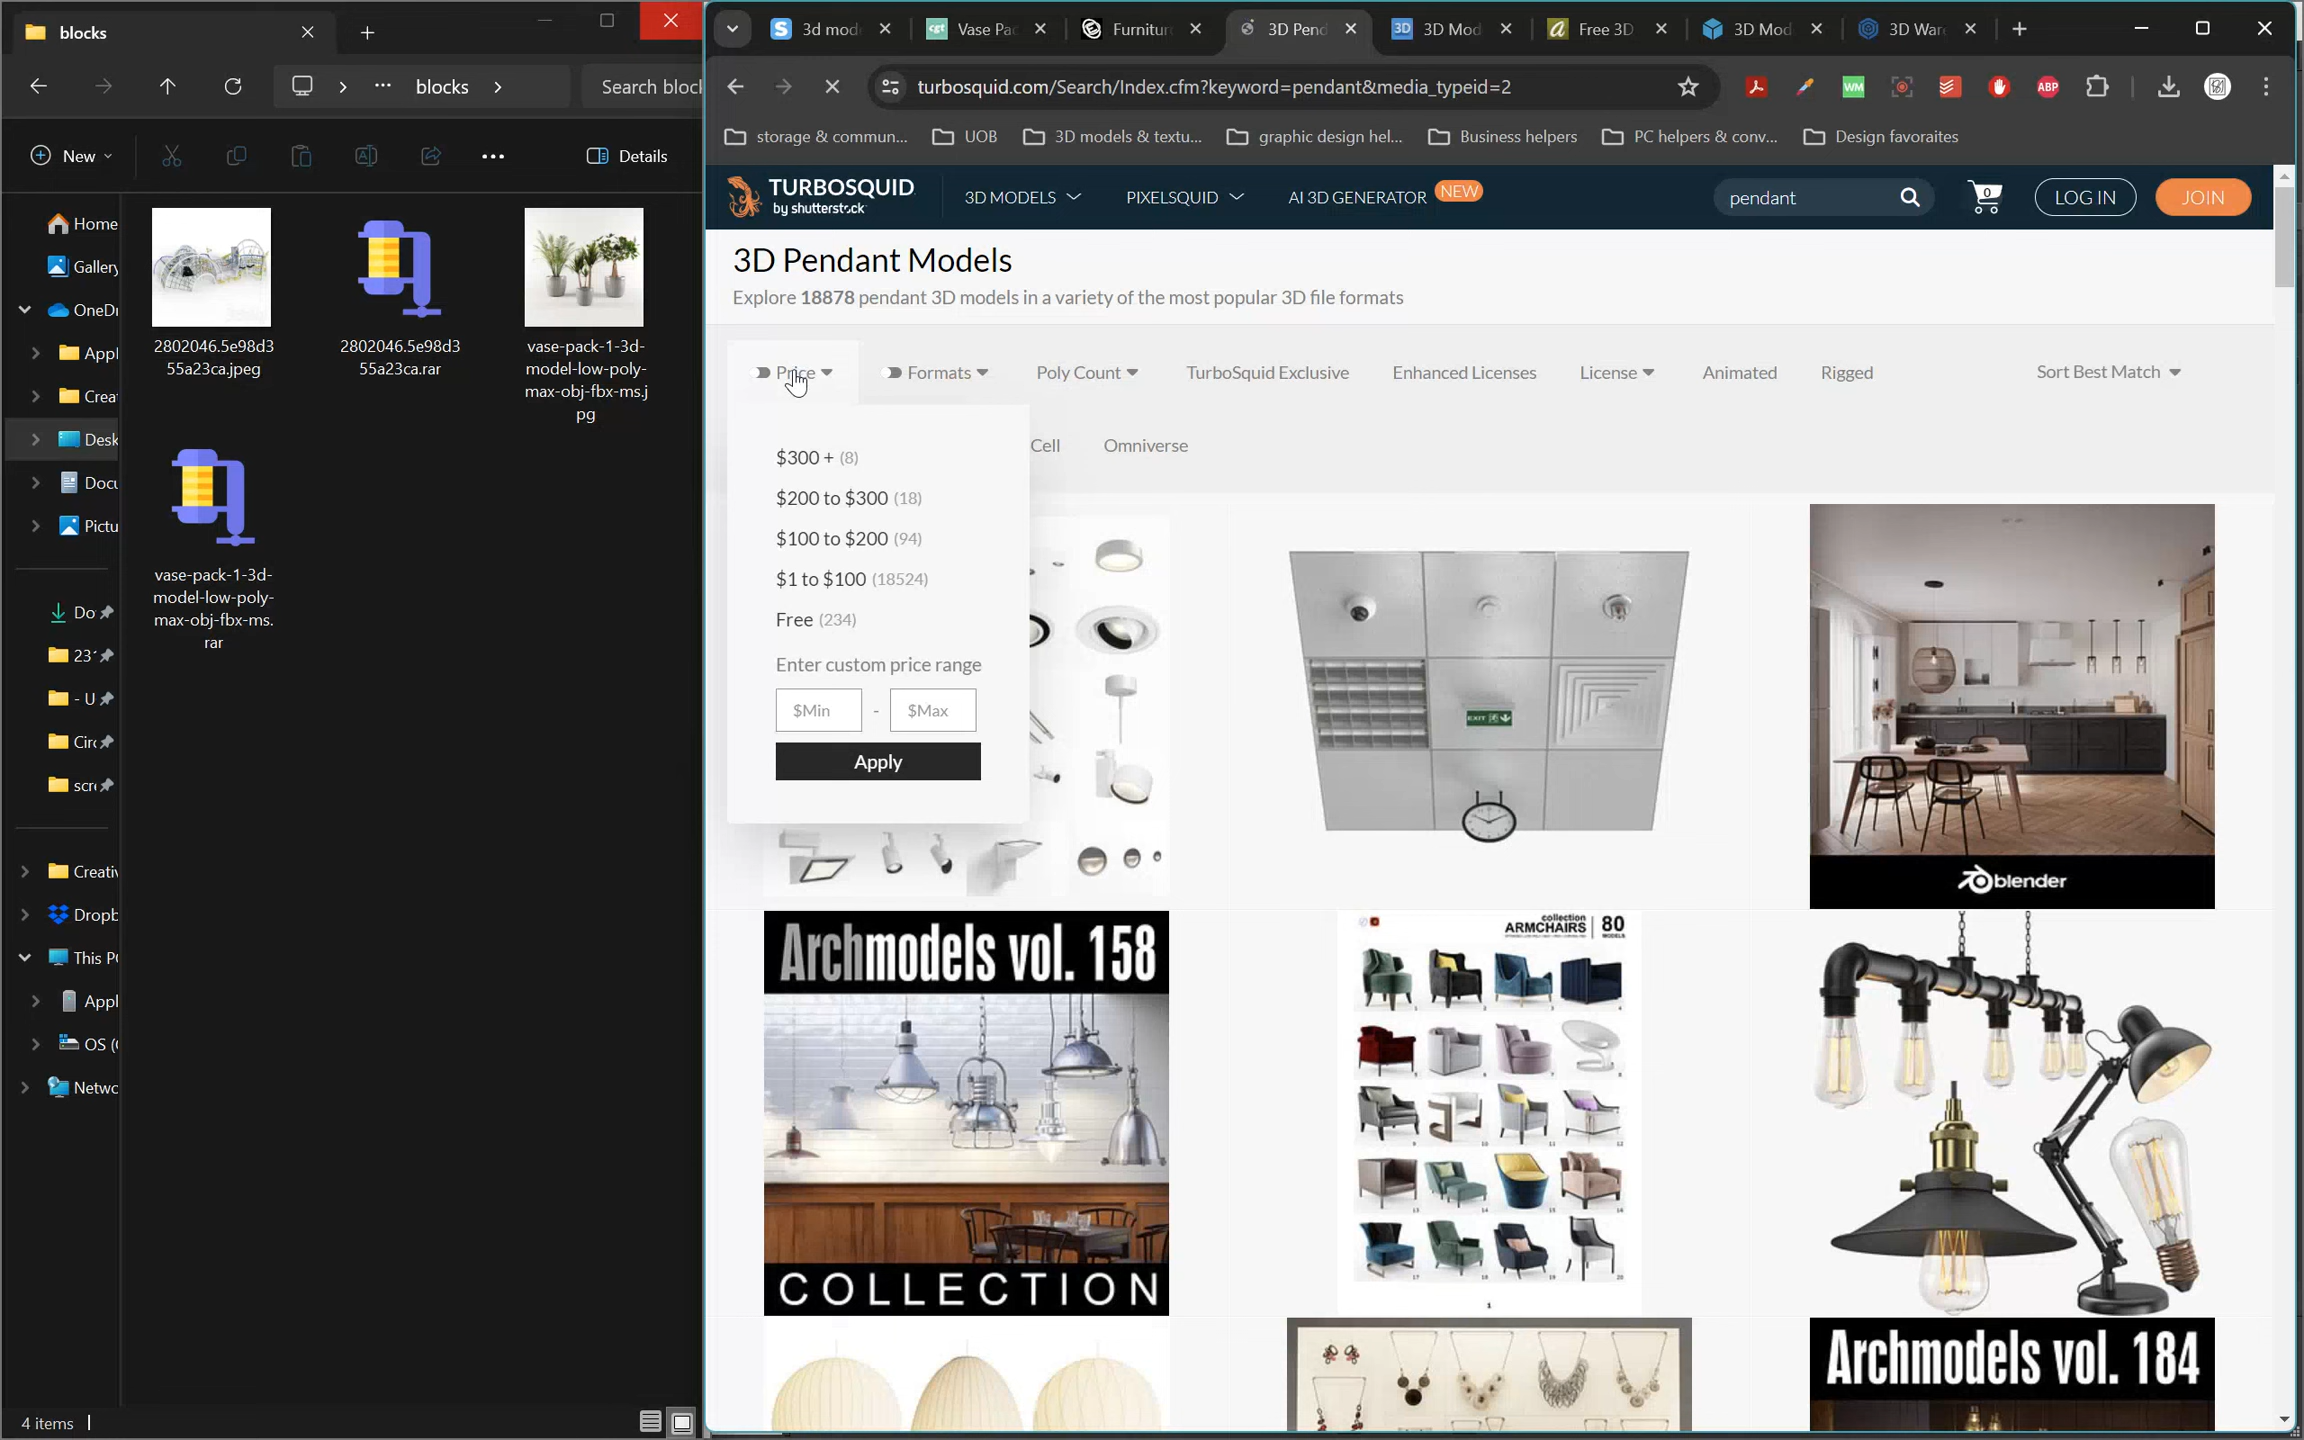 blocks
blocks
Search block
New
Details
Home
Gallery
OneDr
Appl
Crea
Desk
Docu
Pictu
Do
23
- U
Circ
scre
Creativ
Dropb
This P
Appl
OS (
Netwo
2802046.5e98d3
55a23ca.jpeg
2802046.5e98d3
55a23ca.rar
vase-pack-1-3d-
model-low-poly-
max-obj-fbx-ms.j
pg
vase-pack-1-3d-
model-low-poly-
max-obj-fbx-ms.
rar
4 items
3d mod
Vase Pac
Furniture
3D Pend
3D Mod
Free 3D
3D Mod
3D War
turbosquid.com/Search/Index.cfm?keyword=pendant&media_typeid=2
storage & commun...
UOB
3D models & textu...
graphic design hel...
Business helpers
PC helpers & conv...
Design favoraites
TURBOSQUID
by shutterstock
3D MODELS
PIXELSQUID
AI 3D GENERATOR
NEW
pendant
0
LOG IN
JOIN
3D Pendant Models
Explore 18878 pendant 3D models in a variety of the most popular 3D file formats
Price
Formats
Poly Count
TurboSquid Exclusive
Enhanced Licenses
License
Animated
Rigged
Sort Best Match
Cell
Omniverse
$300 + (8)
$200 to $300 (18)
$100 to $200 (94)
$1 to $100 (18524)
Free (234)
Enter custom price range
$Min - $Max
Apply
EXIT
blender
Archmodels vol. 158
COLLECTION
collection
ARMCHAIRS 80
MODELS
1
Archmodels vol. 184